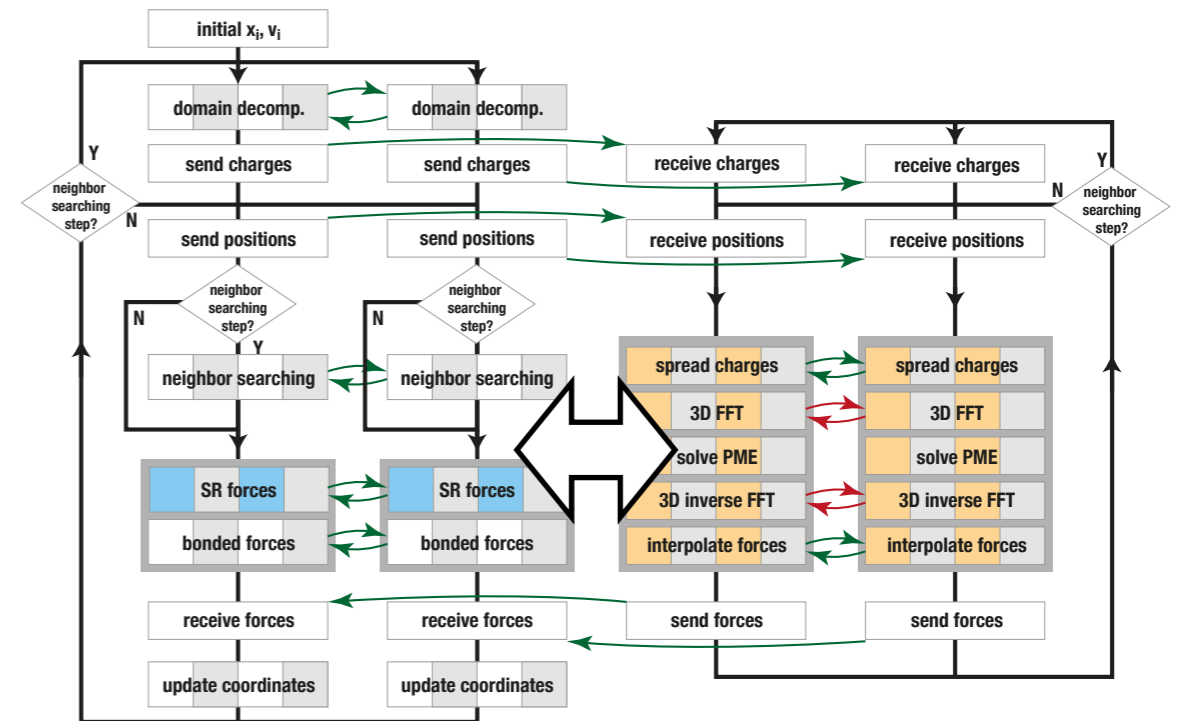 initial xi, vi
domain decomp.
domain decomp.
Y
send charges
send charges
receive charges
receive charges
Y
neighbor
searching
step?
N
N
neighbor
searching
step?
send positions
send positions
receive positions
receive positions
neighbor
searching
step?
neighbor
searching
step?
N
Y
N
neighbor searching
neighbor searching
spread charges
spread charges
3D FFT
3D FFT
solve PME
solve PME
SR forces
SR forces
3D inverse FFT
3D inverse FFT
bonded forces
bonded forces
interpolate forces
interpolate forces
receive forces
receive forces
send forces
send forces
update coordinates
update coordinates